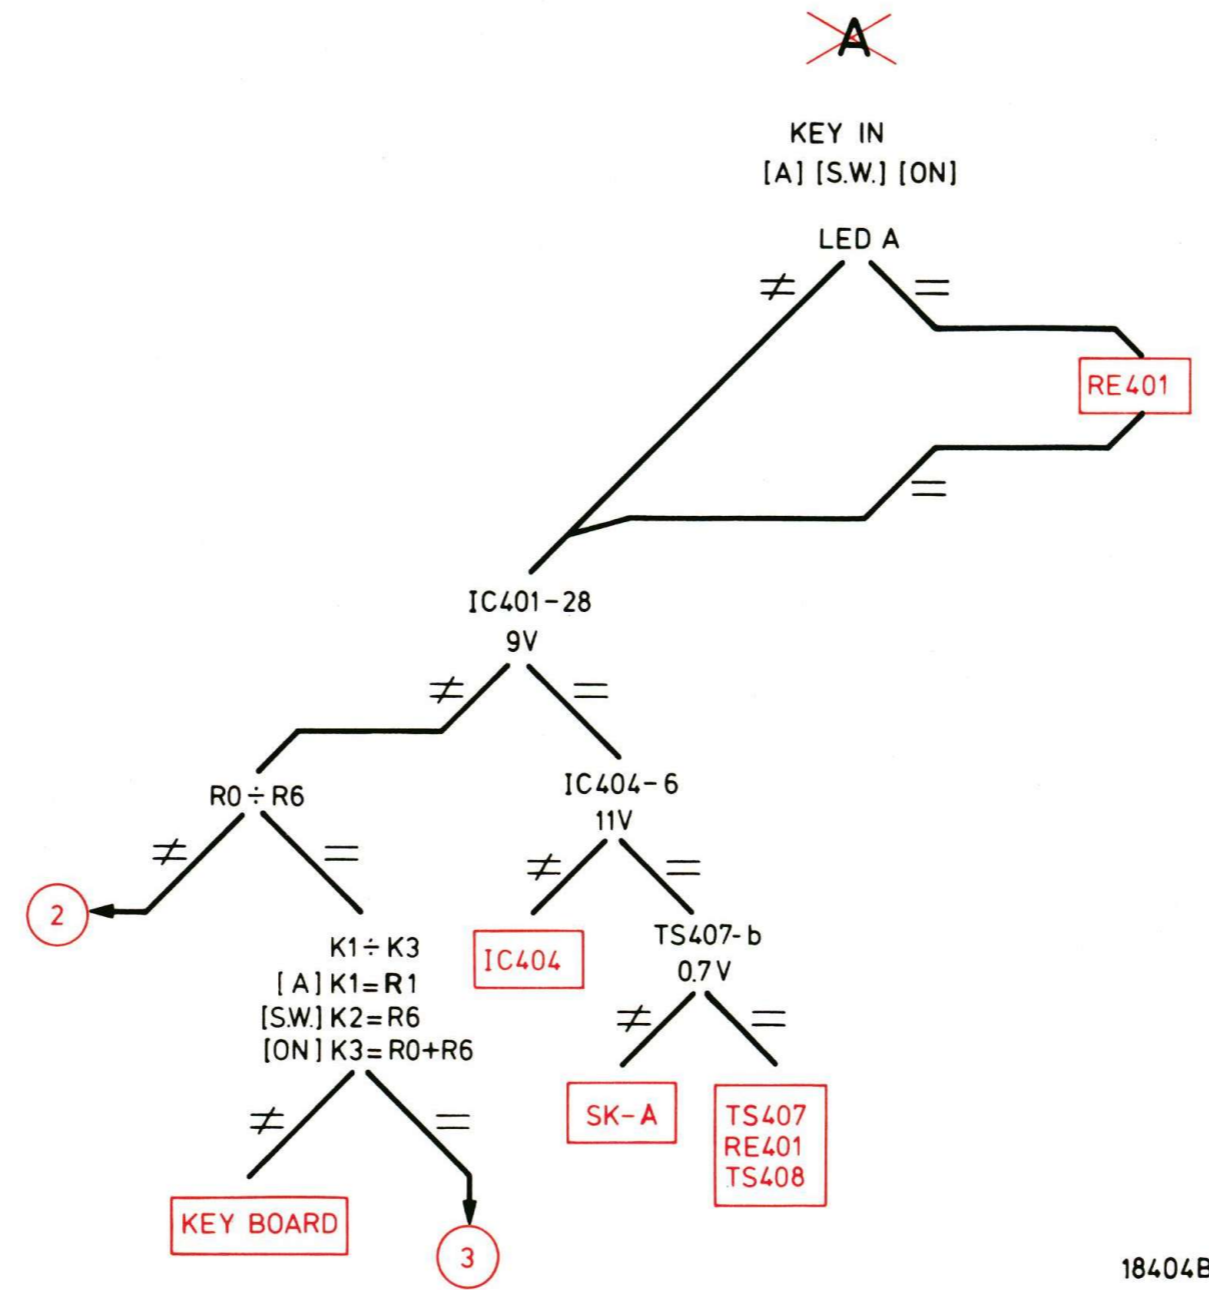 A
KEY IN
[A] [S.W.] [ON]
LED A
≠ =
RE401
=
IC401-28
9V
≠ =
R0÷R6
IC404-6
11V
≠ =
≠ =
2
K1÷K3
[A] K1=R1
[S.W.] K2=R6
[ON] K3=R0+R6
IC404
TS407-b
0.7V
≠ =
≠ =
SK-A
TS407
RE401
TS408
KEY BOARD
3
18404B